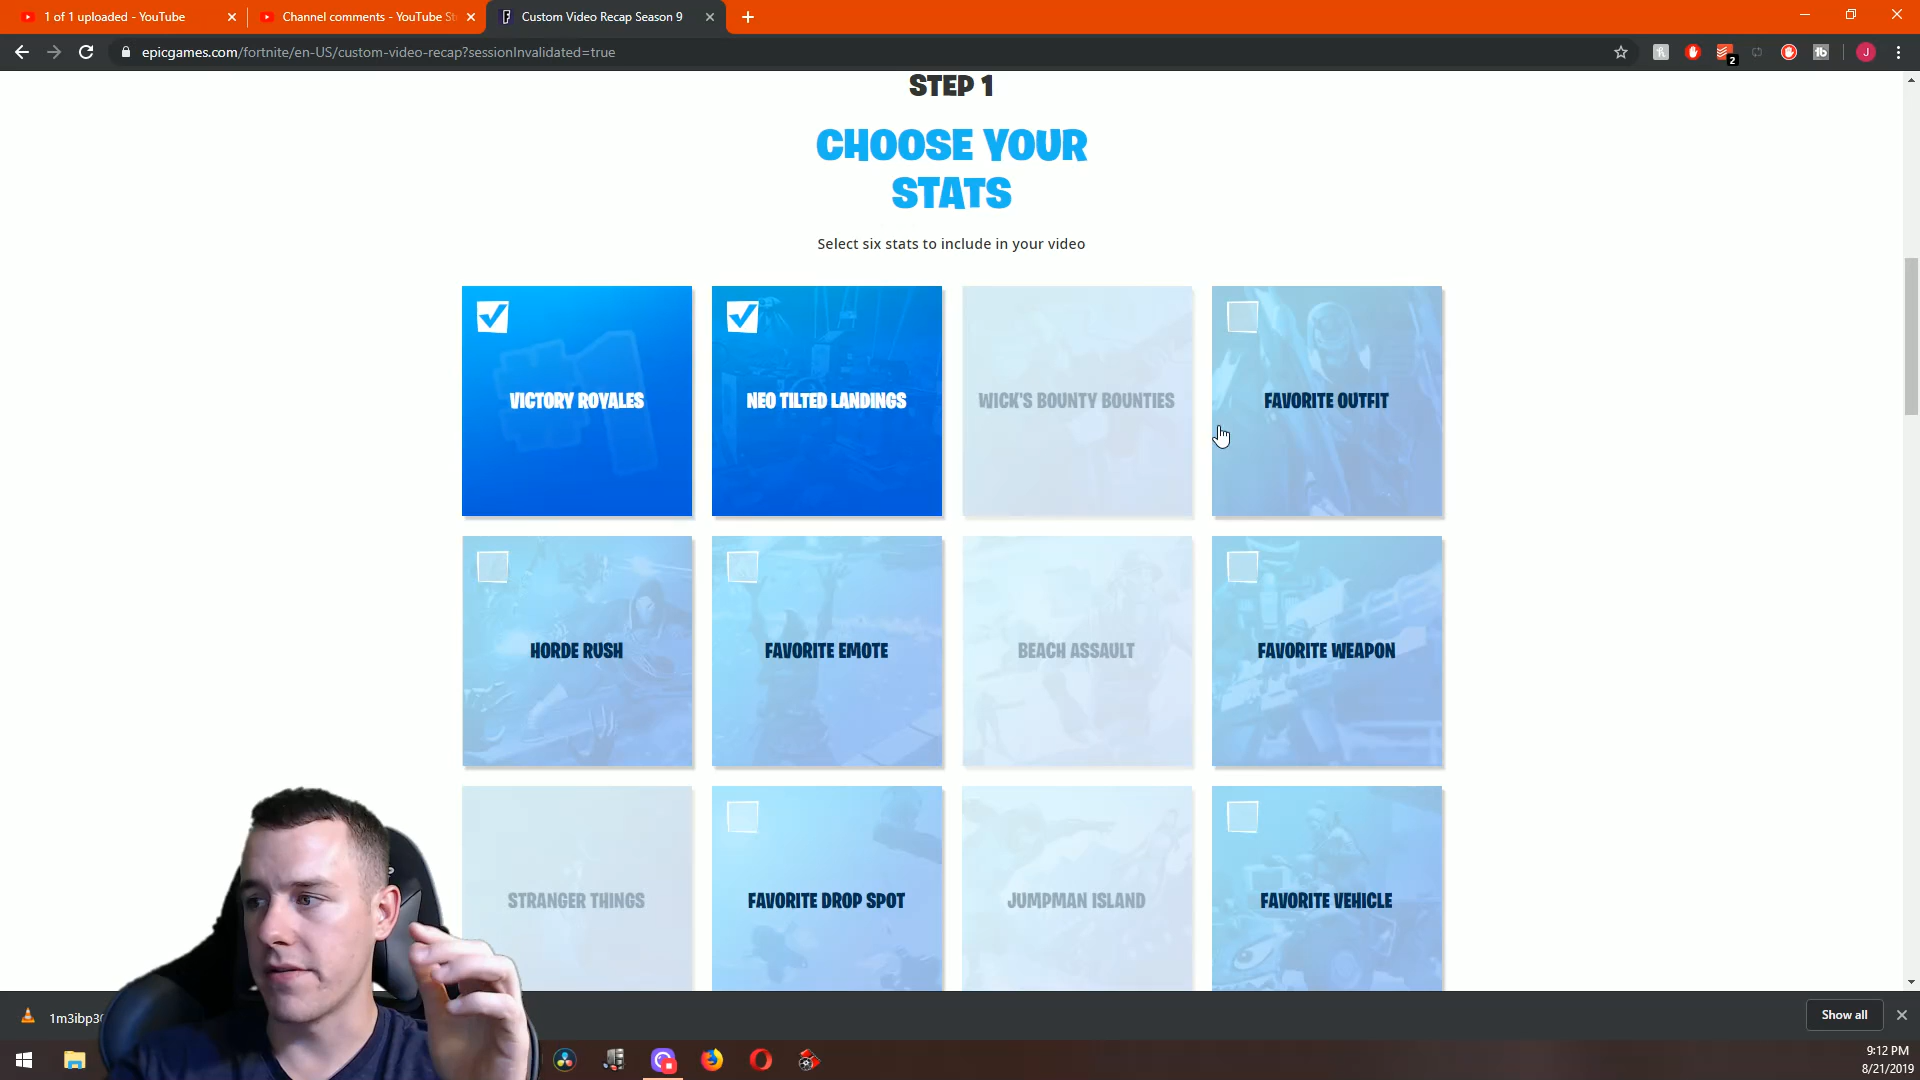 1 of 1 uploaded - YouTube
Channel comments - YouTube St
Custom Video Recap Season 9
epicgames.com/fortnite/en-US/custom-video-recap?sessionInvalidated=true
2
tb
J
STEP 1
CHOOSE YOUR
STATS
Select six stats to include in your video
VICTORY ROYALES
NEO TILTED LANDINGS
WICK'S BOUNTY BOUNTIES
FAVORITE OUTFIT
HORDE RUSH
FAVORITE EMOTE
BEACH ASSAULT
FAVORITE WEAPON
STRANGER THINGS
FAVORITE DROP SPOT
JUMPMAN ISLAND
FAVORITE VEHICLE
1m3ibp3
Show all
9:12 PM
8/21/2019